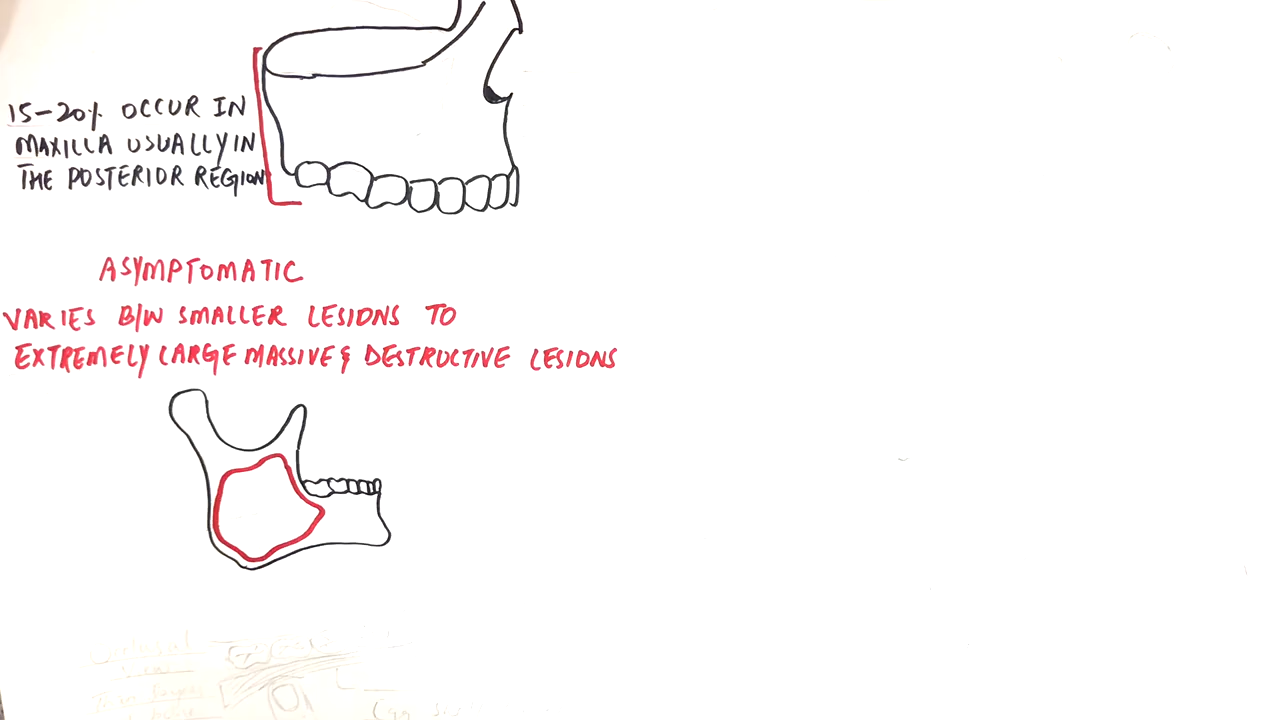 15-20% OCCUR IN
MAXILLA USUALLY IN
THE POSTERIOR REGION
ASYMPTOMATIC
VARIES B/W SMALLER LESIONS TO
EXTREMELY LARGE MASSIVE & DESTRUCTIVE LESIONS